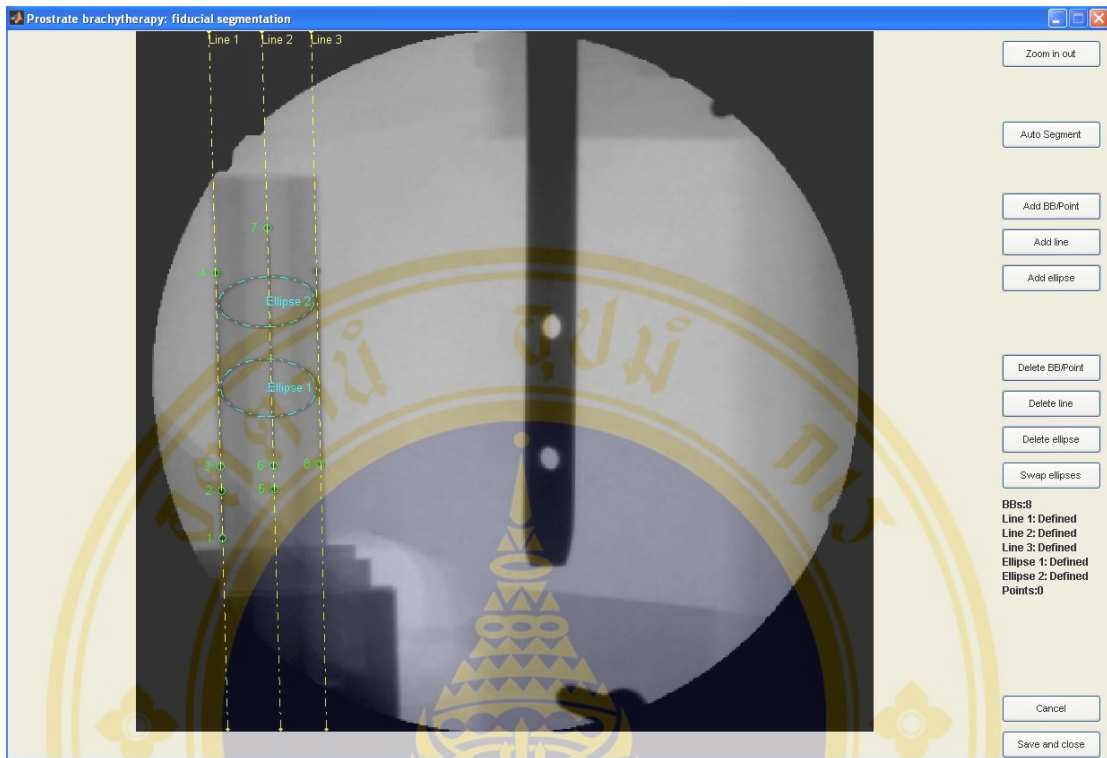 Prostrate brachytherapy: fiducial segmentation
Line 1
Line 2
Line 3
Zoom in out
Auto Segment
Add BB/Point
Add line
Add ellipse
7
4
Ellipse 2
Ellipse 1
Delete BB/Point
Delete line
Delete ellipse
Swap ellipses
3
6
8
2
5
1
BBs:8
Line 1: Defined
Line 2: Defined
Line 3: Defined
Ellipse 1: Defined
Ellipse 2: Defined
Points:0
Cancel
Save and close